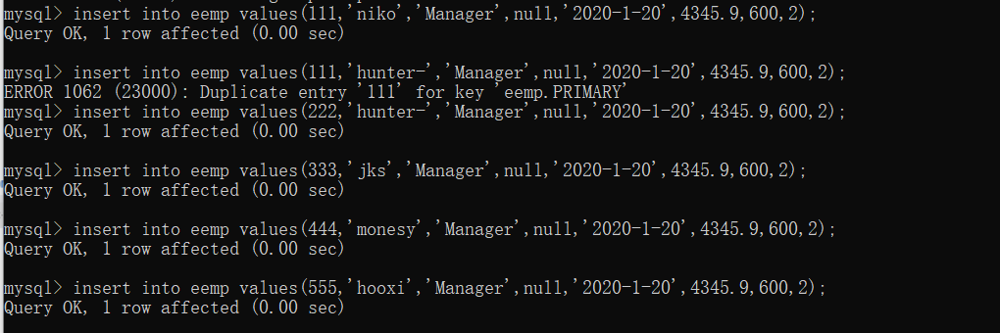 mysql> insert into eemp values(111,'niko','Manager',null,'2020-1-20',4345.9,600,2);
Query OK, 1 row affected (0.00 sec)
mysql> insert into eemp values(111,'hunter-','Manager',null,'2020-1-20',4345.9,600,2);
ERROR 1062 (23000): Duplicate entry '111' for key 'eemp.PRIMARY'
mysql> insert into eemp values(222,'hunter-','Manager',null,'2020-1-20',4345.9,600,2);
Query OK, 1 row affected (0.00 sec)
mysql> insert into eemp values(333,'jks','Manager',null,'2020-1-20',4345.9,600,2);
Query OK, 1 row affected (0.00 sec)
mysql> insert into eemp values(444,'monesy','Manager',null,'2020-1-20',4345.9,600,2);
Query OK, 1 row affected (0.00 sec)
mysql> insert into eemp values(555,'hooxi','Manager',null,'2020-1-20',4345.9,600,2);
Query OK, 1 row affected (0.00 sec)